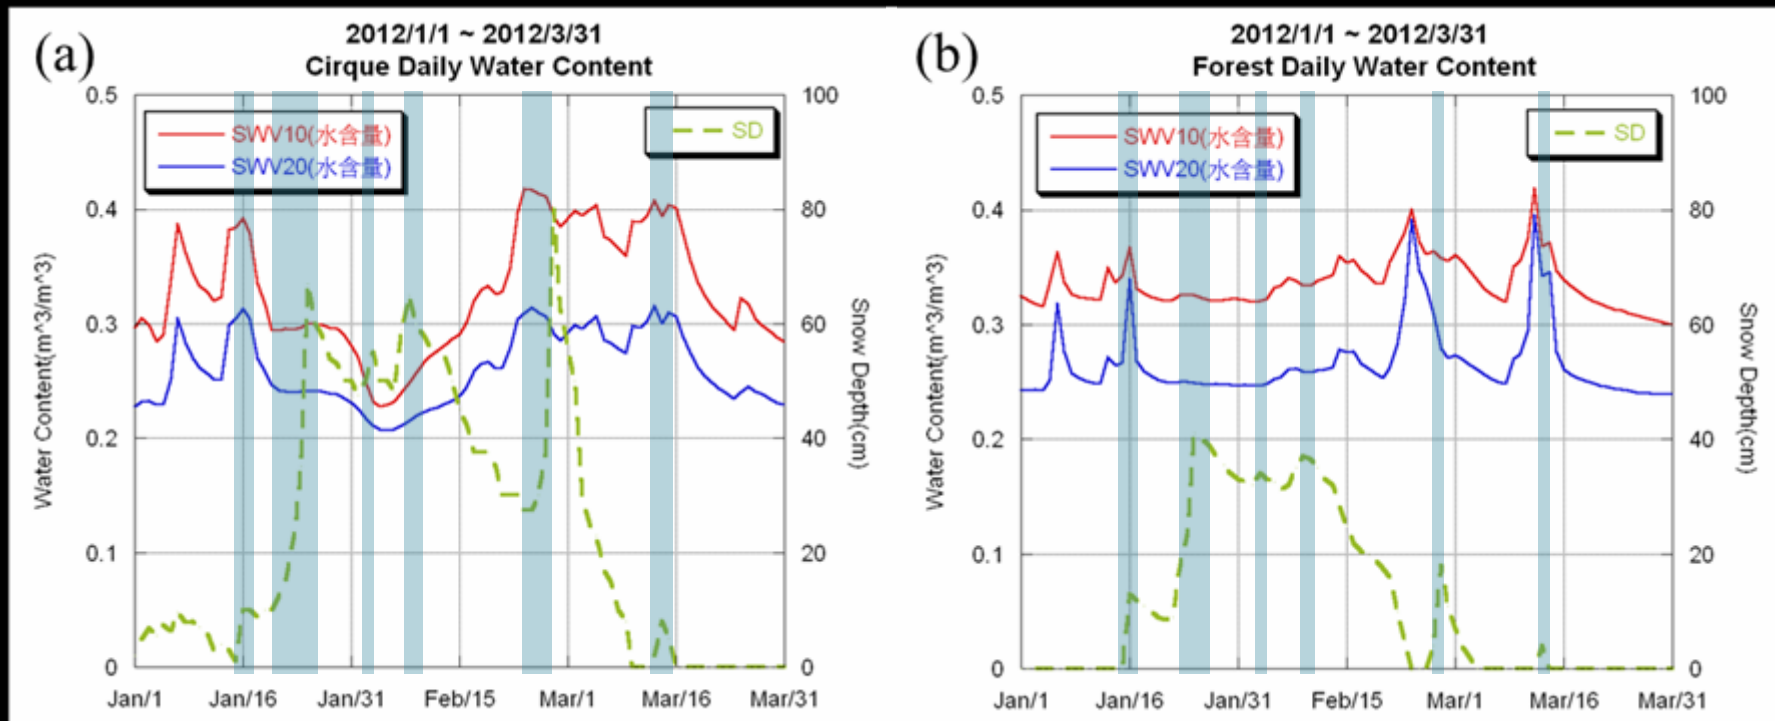 (a)
2012/1/1 ~ 2012/3/31
Cirque Daily Water Content
SWV10(水含量)
SWV20(水含量)
SD
Water Content(m^3/m^3)
0.5
0.4
0.3
0.2
0.1
0
100
80
60
40
20
0
Snow Depth(cm)
Jan/1 Jan/16 Jan/31 Feb/15 Mar/1 Mar/16 Mar/31
(b)
2012/1/1 ~ 2012/3/31
Forest Daily Water Content
SWV10(水含量)
SWV20(水含量)
SD
Water Content(m^3/m^3)
0.5
0.4
0.3
0.2
0.1
0
100
80
60
40
20
0
Snow Depth(cm)
Jan/1 Jan/16 Jan/31 Feb/15 Mar/1 Mar/16 Mar/31